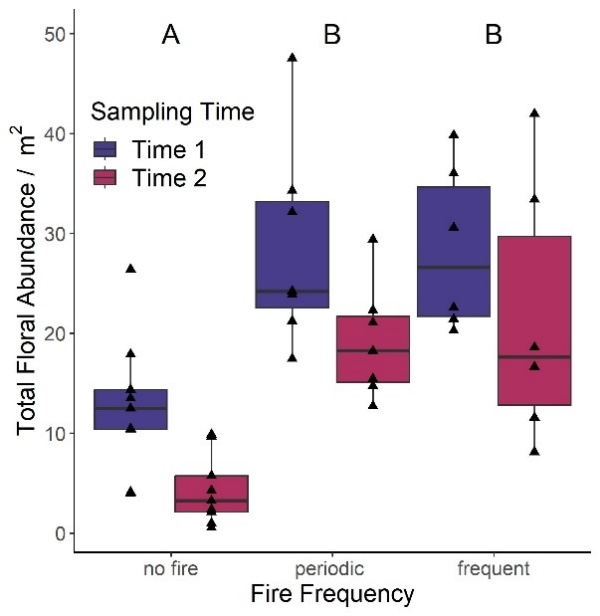 A B B
Sampling Time
Time 1
Time 2
Total Floral Abundance / m²
50
40
30
20
10
0
no fire periodic frequent
Fire Frequency